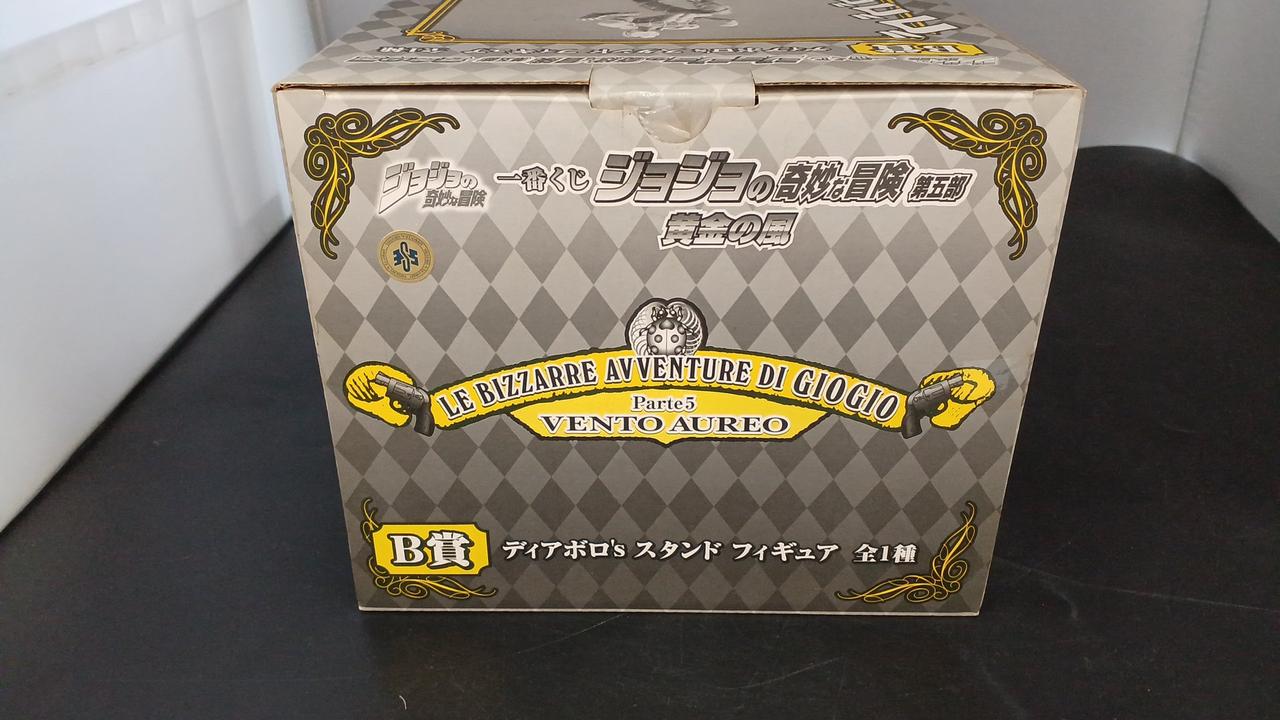 B賞
ジョジョの
奇妙な冒険
一番くじ ジョジョの奇妙な冒険 第五部
黄金の風
LE BIZZARRE AVVENTURE DI GIOGIO
Parte5
VENTO AUREO
B賞 ディアボロ's スタンド フィギュア 全1種